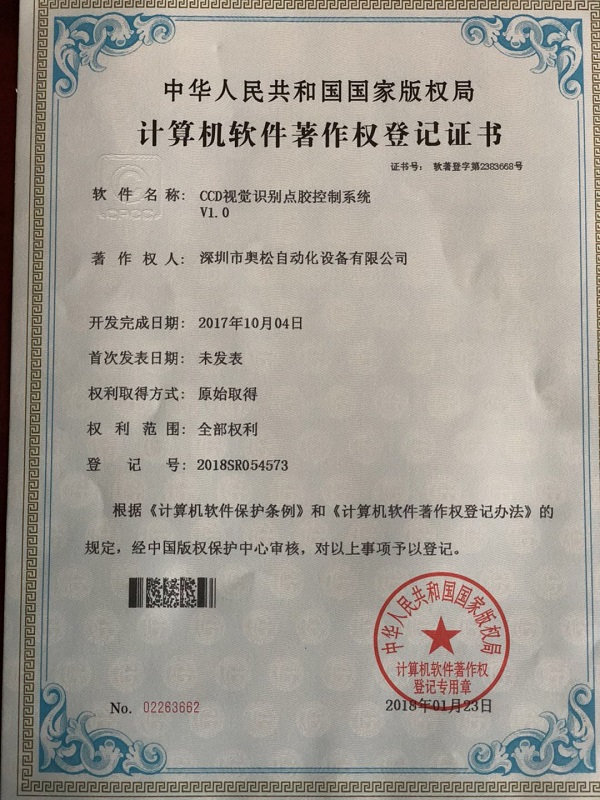 中华人民共和国国家版权局
计算机软件著作权登记证书
证书号： 软著登字第2383668号
CPCC
软件名称： CCD视觉识别点胶控制系统
V1.0
著作权人： 深圳市奥松自动化设备有限公司
开发完成日期： 2017年10月04日
首次发表日期： 未发表
权利取得方式： 原始取得
权利范围： 全部权利
登记号： 2018SR054573
根据《计算机软件保护条例》和《计算机软件著作权登记办法》的
规定，经中国版权保护中心审核，对以上事项予以登记。
中华人民共和国国家版权局
计算机软件著作权
登记专用章
No. 02263662
2018年01月23日